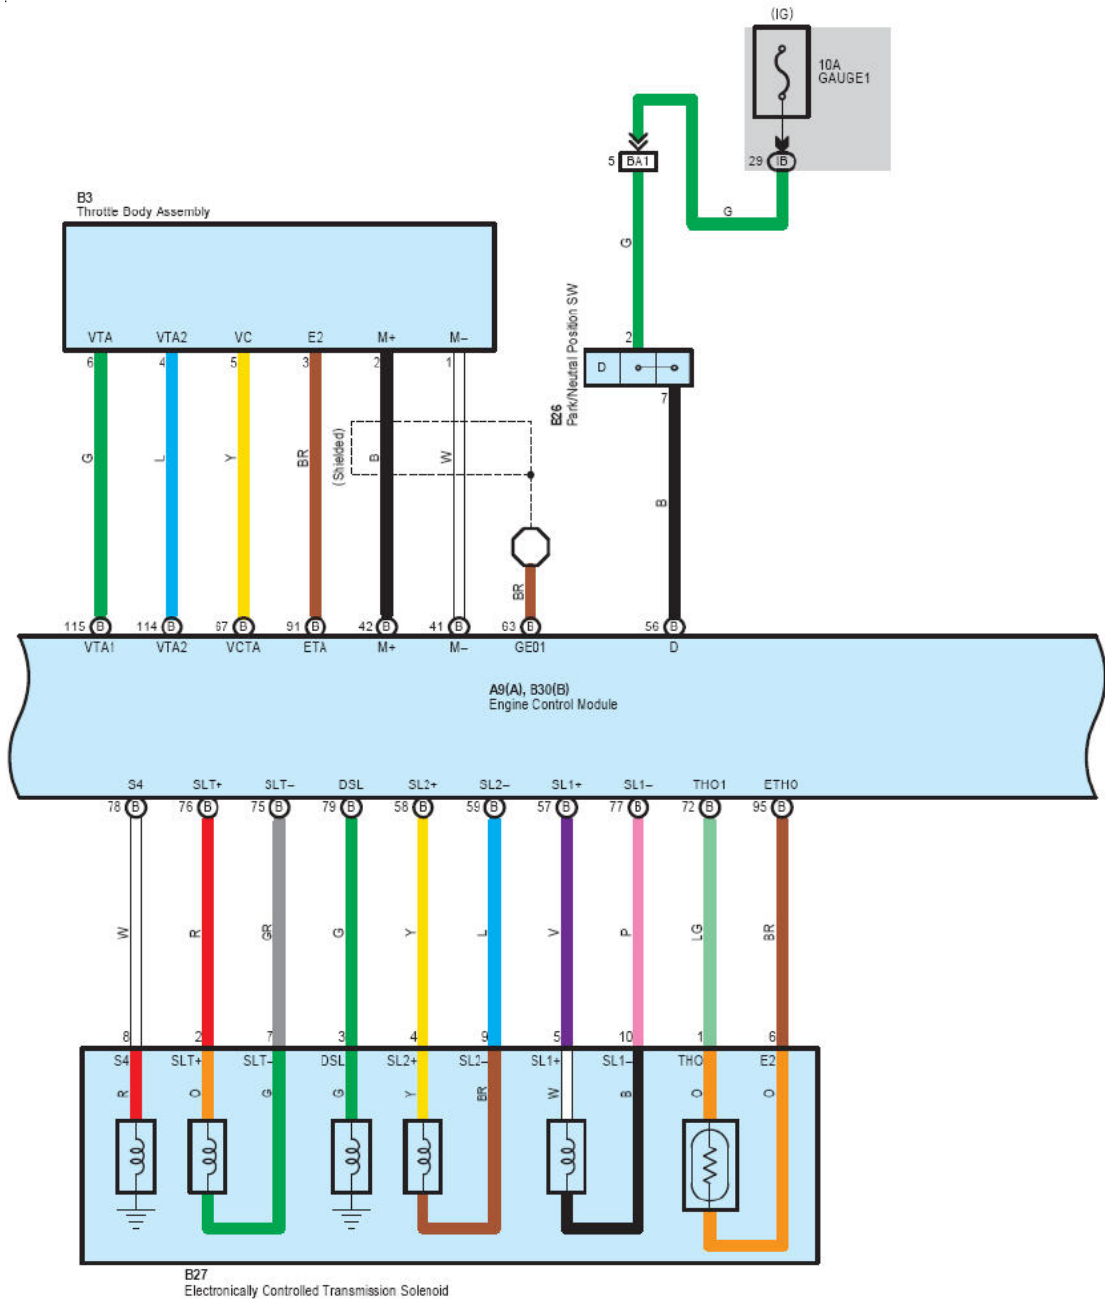 (IG)
10A
GAUGE1
5 BA1
29 IB
G
G
B3
Throttle Body Assembly
VTA VTA2 VC E2 M+ M−
6 4 5 3 2 1
B26
Park/Neutral Position SW
2
D
7
G L Y BR (Shielded) B W
B
BR
115 B 114 B 67 B 91 B 42 B 41 B 63 B 56 B
VTA1 VTA2 VCTA ETA M+ M− GE01 D
A9(A), B30(B)
Engine Control Module
S4 SLT+ SLT− DSL SL2+ SL2− SL1+ SL1− THO1 ETHO
78 B 76 B 75 B 79 B 58 B 59 B 57 B 77 B 72 B 95 B
W R GR G Y L V P LG BR
8 2 7 3 4 9 5 10 1 6
S4 SLT+ SLT− DSL SL2+ SL2− SL1+ SL1− THO E2
R O G G Y BR W B O O
B27
Electronically Controlled Transmission Solenoid